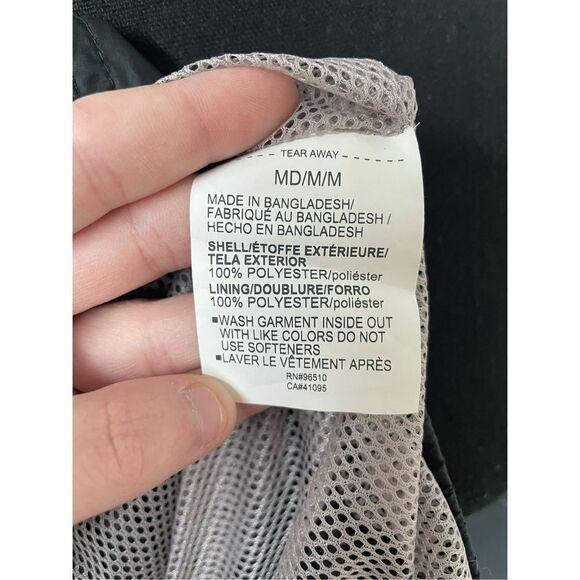 TEAR AWAY
MD/M/M
MADE IN BANGLADESH/
FABRIQUÉ AU BANGLADESH /
HECHO EN BANGLADESH
SHELL/ÉTOFFE EXTÉRIEURE/
TELA EXTERIOR
100% POLYESTER/poliéster
LINING/DOUBLURE/FORRO
100% POLYESTER/poliéster
▪WASH GARMENT INSIDE OUT
WITH LIKE COLORS DO NOT
USE SOFTENERS
▪LAVER LE VÊTEMENT APRÈS
RN#96510
CA#41095